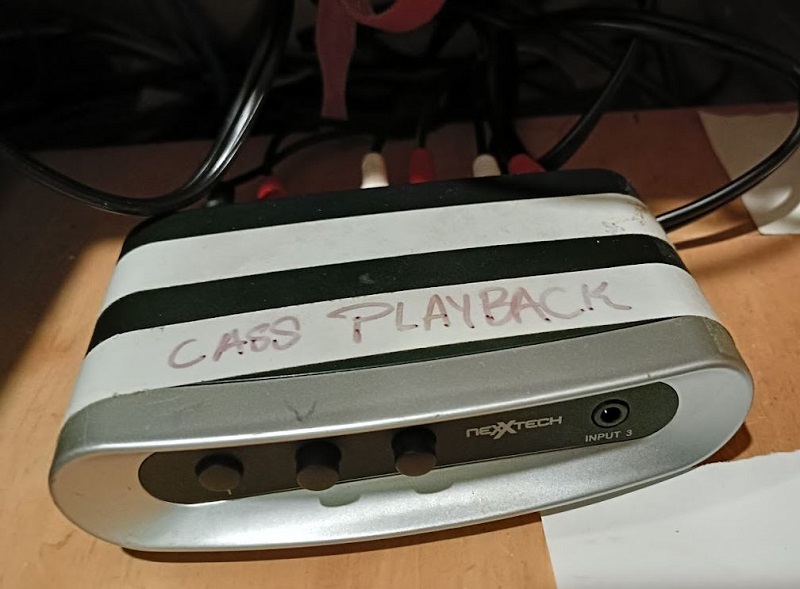 CASS PLAYBACK
nexxtech
INPUT 3